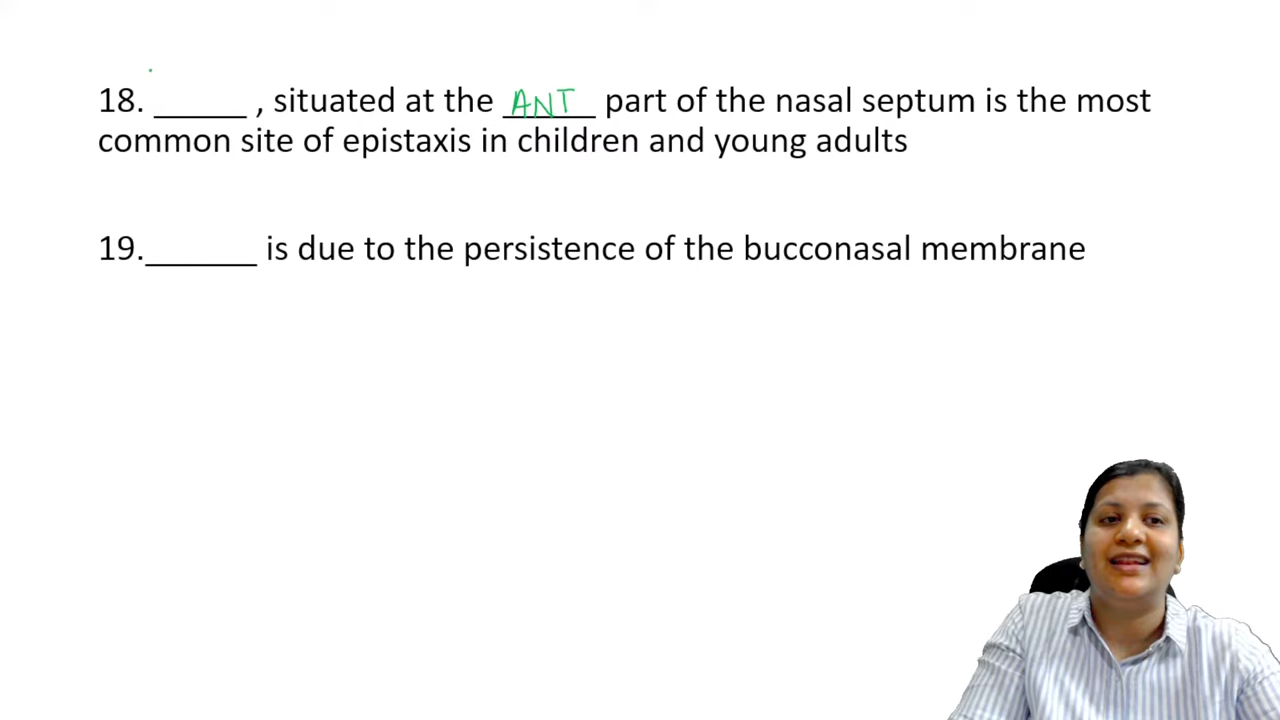 18. _____ , situated at the ANT part of the nasal septum is the most
common site of epistaxis in children and young adults
19.______ is due to the persistence of the bucconasal membrane